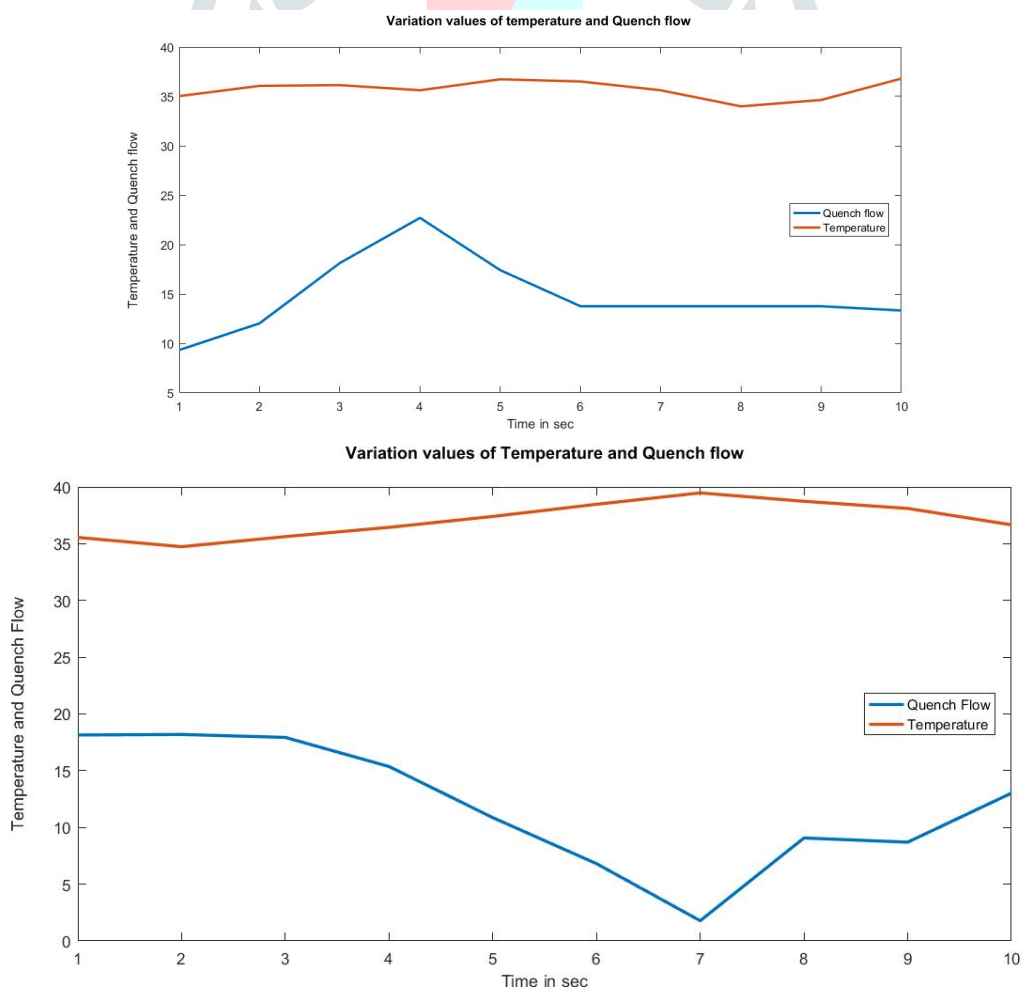 Variation values of temperature and Quench flow
40
35
30
25
20
15
10
5
Temperature and Quench flow
Quench flow
Temperature
1 2 3 4 5 6 7 8 9 10
Time in sec
Variation values of Temperature and Quench flow
40
35
30
25
20
15
10
5
0
Temperature and Quench Flow
Quench Flow
Temperature
1 2 3 4 5 6 7 8 9 10
Time in sec